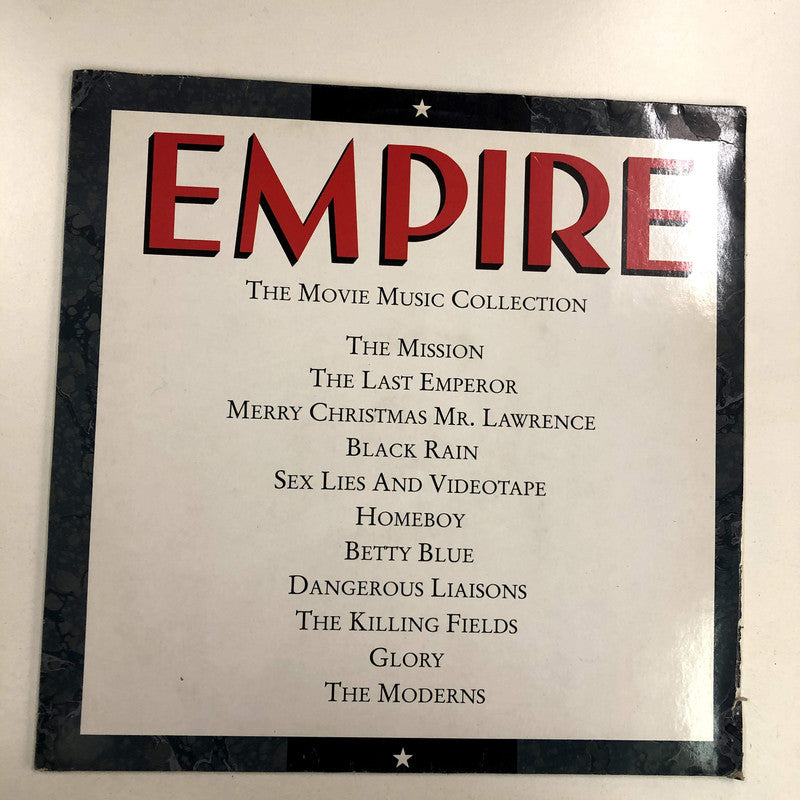 EMPIRE
THE MOVIE MUSIC COLLECTION
THE MISSION
THE LAST EMPEROR
MERRY CHRISTMAS MR. LAWRENCE
BLACK RAIN
SEX LIES AND VIDEOTAPE
HOMEBOY
BETTY BLUE
DANGEROUS LIAISONS
THE KILLING FIELDS
GLORY
THE MODERNS